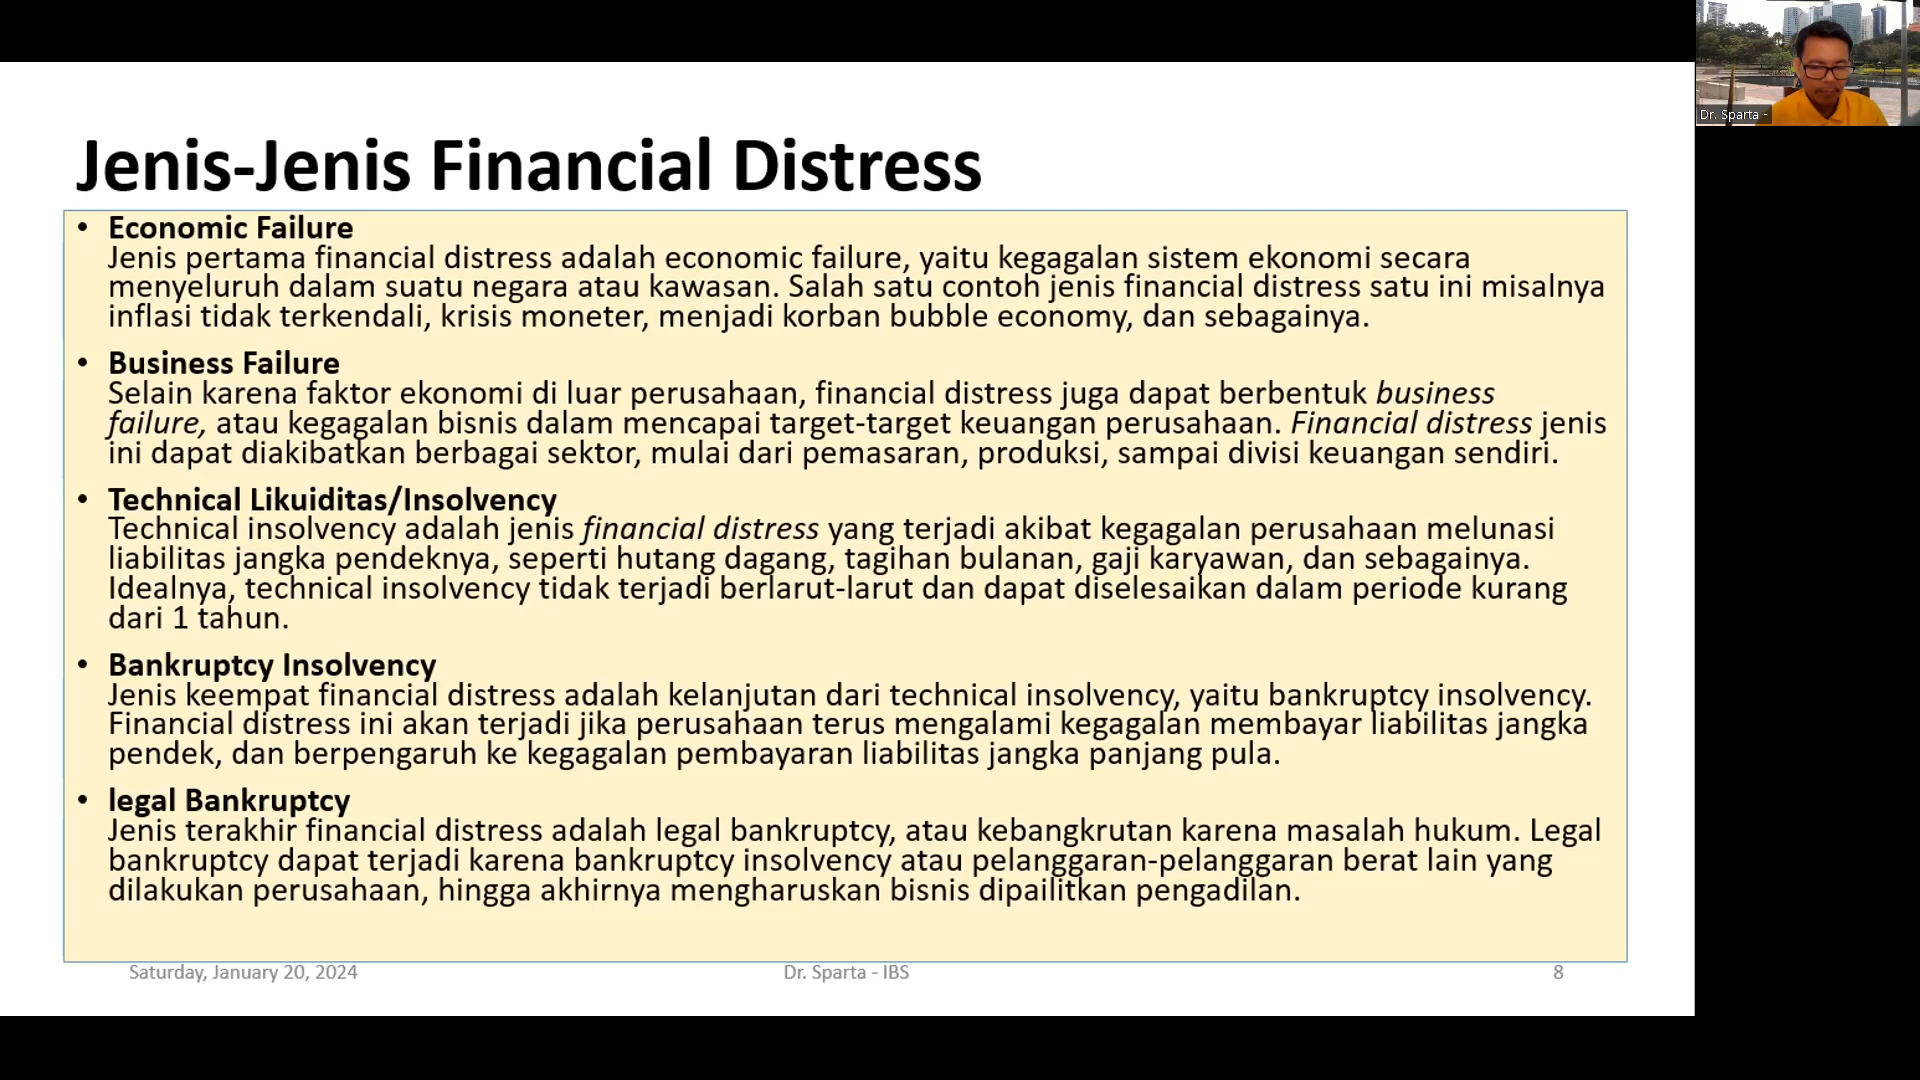 Dr. Sparta -
Jenis-Jenis Financial Distress
• Economic Failure
Jenis pertama financial distress adalah economic failure, yaitu kegagalan sistem ekonomi secara
menyeluruh dalam suatu negara atau kawasan. Salah satu contoh jenis financial distress satu ini misalnya
inflasi tidak terkendali, krisis moneter, menjadi korban bubble economy, dan sebagainya.
• Business Failure
Selain karena faktor ekonomi di luar perusahaan, financial distress juga dapat berbentuk business
failure, atau kegagalan bisnis dalam mencapai target-target keuangan perusahaan. Financial distress jenis
ini dapat diakibatkan berbagai sektor, mulai dari pemasaran, produksi, sampai divisi keuangan sendiri.
• Technical Likuiditas/Insolvency
Technical insolvency adalah jenis financial distress yang terjadi akibat kegagalan perusahaan melunasi
liabilitas jangka pendeknya, seperti hutang dagang, tagihan bulanan, gaji karyawan, dan sebagainya.
Idealnya, technical insolvency tidak terjadi berlarut-larut dan dapat diselesaikan dalam periode kurang
dari 1 tahun.
• Bankruptcy Insolvency
Jenis keempat financial distress adalah kelanjutan dari technical insolvency, yaitu bankruptcy insolvency.
Financial distress ini akan terjadi jika perusahaan terus mengalami kegagalan membayar liabilitas jangka
pendek, dan berpengaruh ke kegagalan pembayaran liabilitas jangka panjang pula.
• legal Bankruptcy
Jenis terakhir financial distress adalah legal bankruptcy, atau kebangkrutan karena masalah hukum. Legal
bankruptcy dapat terjadi karena bankruptcy insolvency atau pelanggaran-pelanggaran berat lain yang
dilakukan perusahaan, hingga akhirnya mengharuskan bisnis dipailitkan pengadilan.
Saturday, January 20, 2024
Dr. Sparta - IBS
8